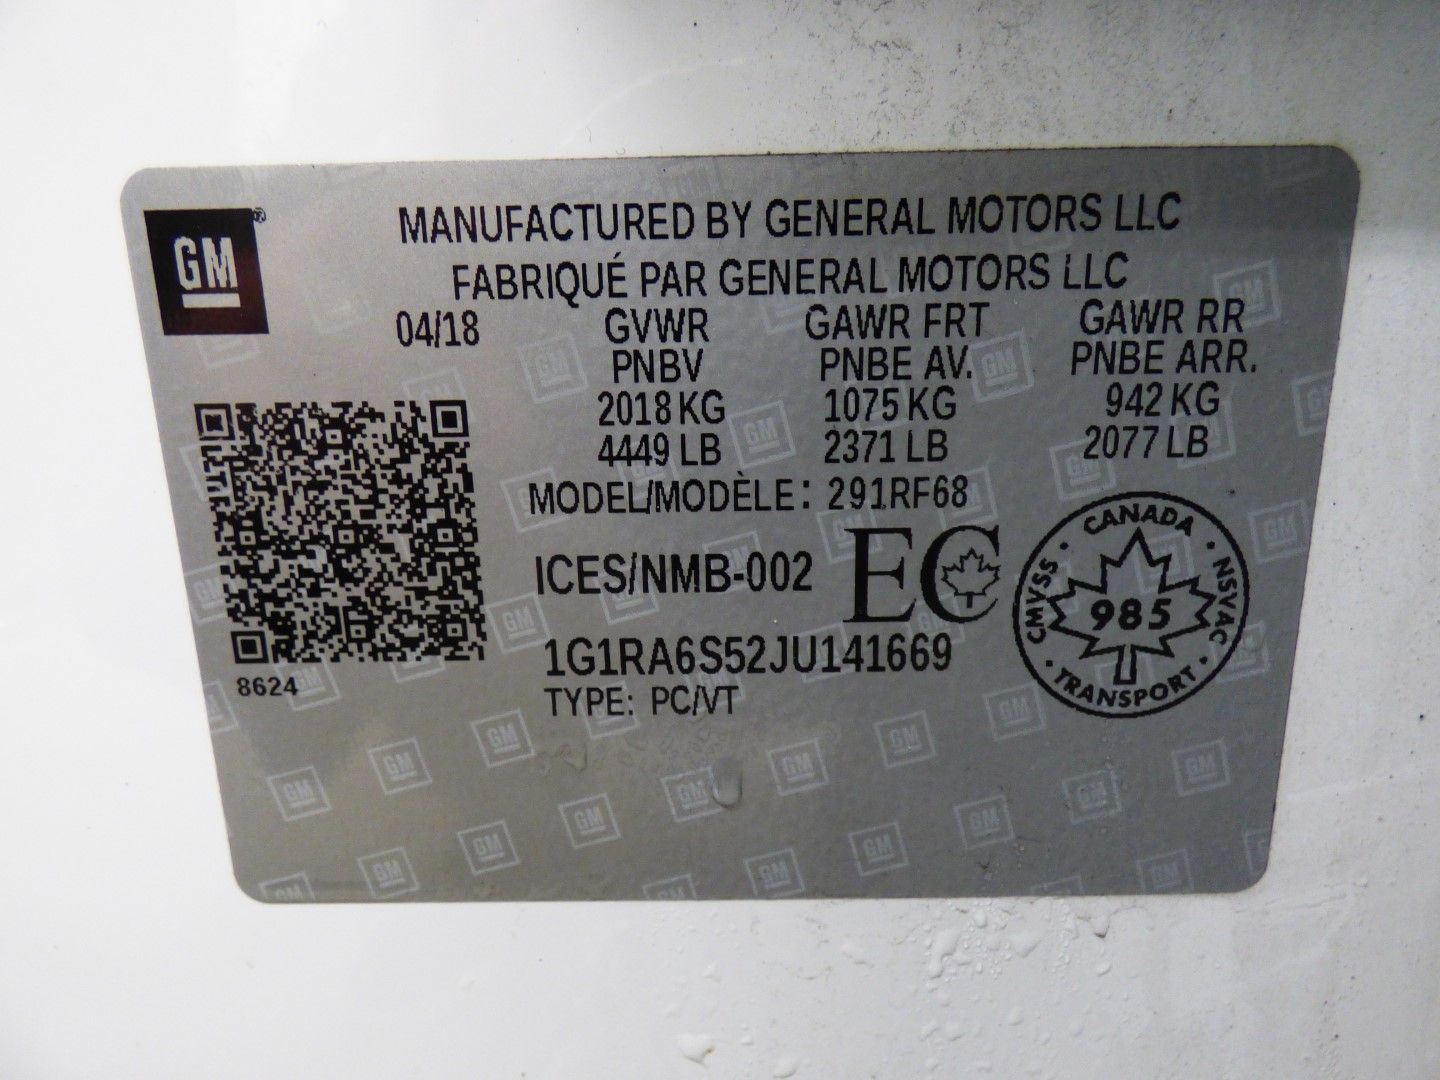 GM®
MANUFACTURED BY GENERAL MOTORS LLC
FABRIQUÉ PAR GENERAL MOTORS LLC
04/18 GVWR GAWR FRT GAWR RR
PNBV PNBE AV. PNBE ARR.
2018 KG 1075 KG 942 KG
4449 LB 2371 LB 2077 LB
MODEL/MODÈLE: 291RF68
ICES/NMB-002 EC
1G1RA6S52JU141669
TYPE: PC/VT
8624
CANADA
CMVSS · NSVAC
985
TRANSPORT